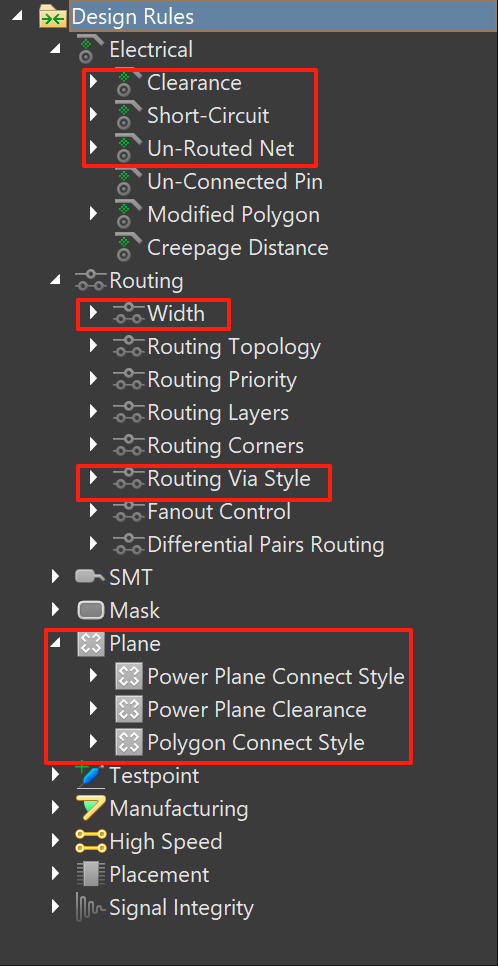 Design Rules
Electrical
Clearance
Short-Circuit
Un-Routed Net
Un-Connected Pin
Modified Polygon
Creepage Distance
Routing
Width
Routing Topology
Routing Priority
Routing Layers
Routing Corners
Routing Via Style
Fanout Control
Differential Pairs Routing
SMT
Mask
Plane
Power Plane Connect Style
Power Plane Clearance
Polygon Connect Style
Testpoint
Manufacturing
High Speed
Placement
Signal Integrity